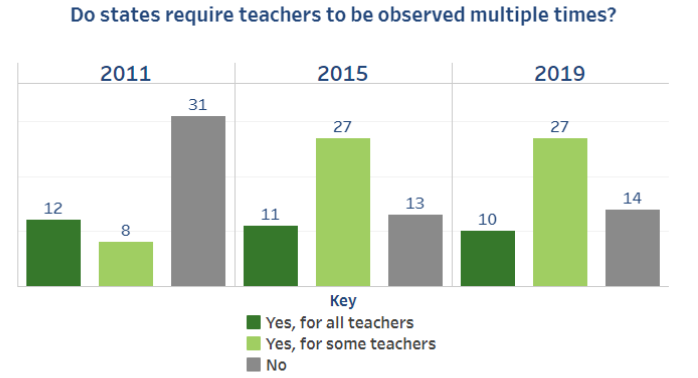 Do states require teachers to be observed multiple times?
2011 2015 2019
12 8 31 11 27 13 10 27 14
Key
Yes, for all teachers
Yes, for some teachers
No